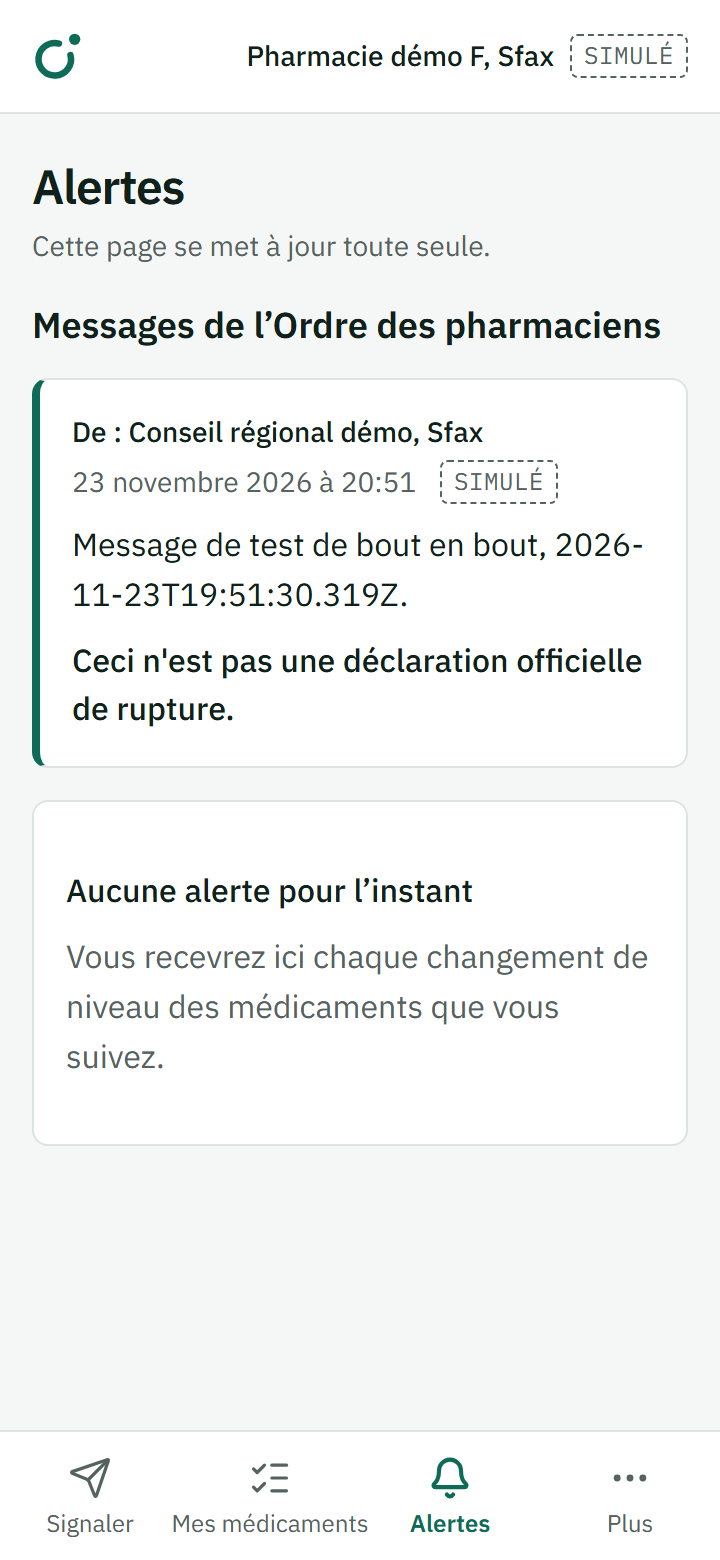 Pharmacie démo F, Sfax SIMULÉ
Alertes
Cette page se met à jour toute seule.
Messages de l’Ordre des pharmaciens
De : Conseil régional démo, Sfax
23 novembre 2026 à 20:51 SIMULÉ
Message de test de bout en bout, 2026-
11-23T19:51:30.319Z.
Ceci n'est pas une déclaration officielle
de rupture.
Aucune alerte pour l’instant
Vous recevrez ici chaque changement de
niveau des médicaments que vous
suivez.
Signaler Mes médicaments Alertes Plus